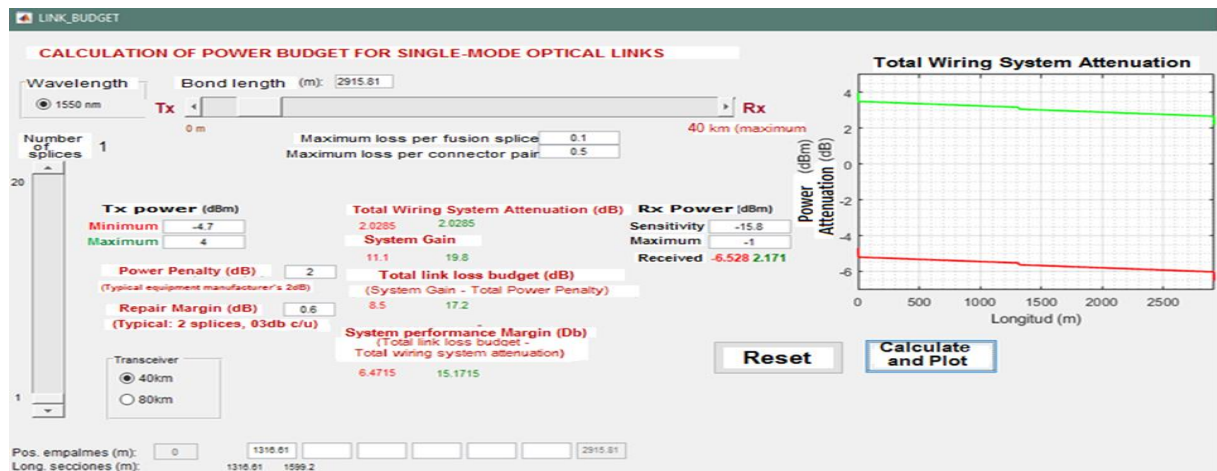 LINK_BUDGET
CALCULATION OF POWER BUDGET FOR SINGLE-MODE OPTICAL LINKS
Wavelength
1550 nm
Bond length (m): 2915.81
Tx
Rx
0 m
40 km (maximum
Number of splices 1
20
1
Maximum loss per fusion splice 0.1
Maximum loss per connector pair 0.5
Tx power (dBm)
Minimum -4.7
Maximum 4
Power Penalty (dB) 2
(Typical equipment manufacturer's 2dB)
Repair Margin (dB) 0.6
(Typical: 2 splices, 03db c/u)
Transceiver
40km
80km
Total Wiring System Attenuation (dB)
2.0285 2.0285
System Gain
11.1 19.8
Total link loss budget (dB)
(System Gain - Total Power Penalty)
8.5 17.2
System performance Margin (Db)
(Total link loss budget -
Total wiring system attenuation)
6.4715 15.1715
Rx Power (dBm)
Sensitivity -15.8
Maximum -1
Received -6.528 2.171
Total Wiring System Attenuation
Power (dBm)
Attenuation (dB)
4
2
0
-2
-4
-6
0 500 1000 1500 2000 2500
Longitud (m)
Reset
Calculate
and Plot
Pos. empalmes (m): 0 1316.61 2915.81
Long. secciones (m): 1316.61 1599.2